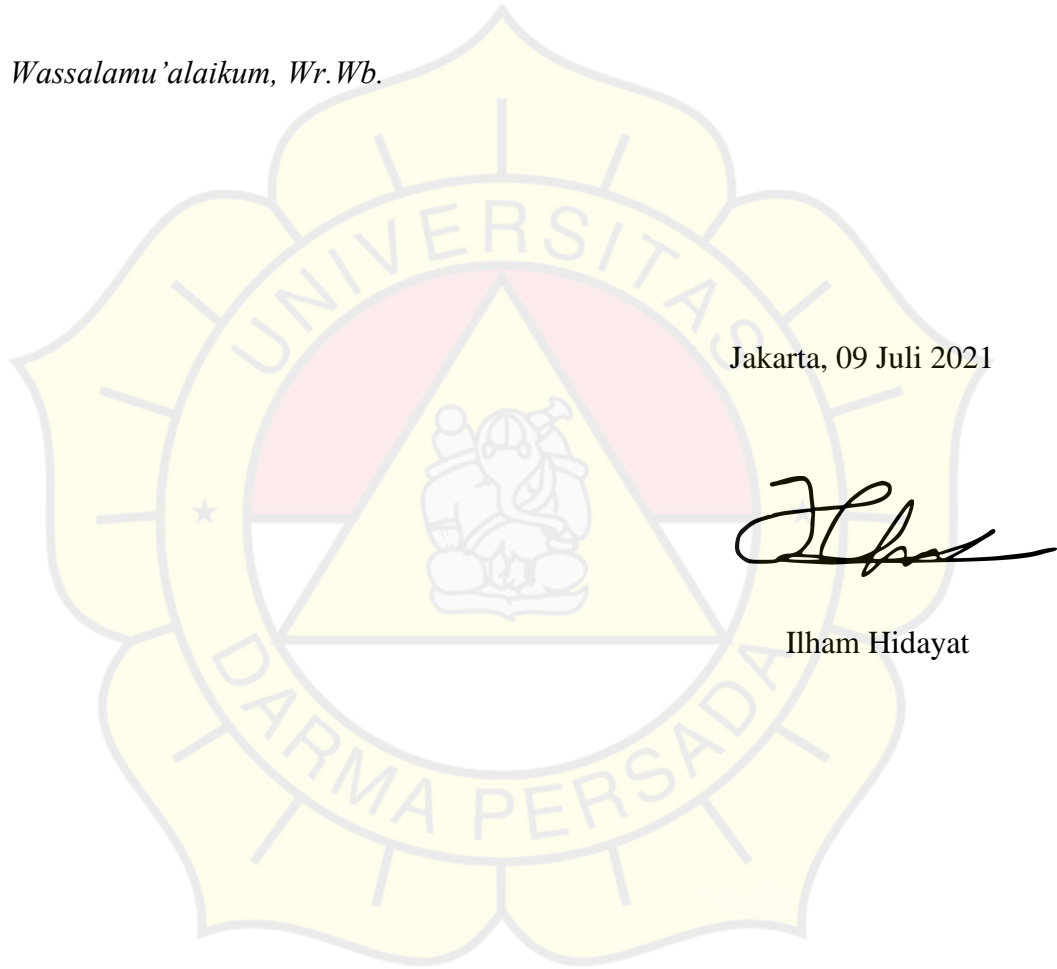 Wassalamu’alaikum, Wr.Wb.
UNIVERSITAS
Jakarta, 09 Juli 2021
Ilham Hidayat
DARMA PERSADA